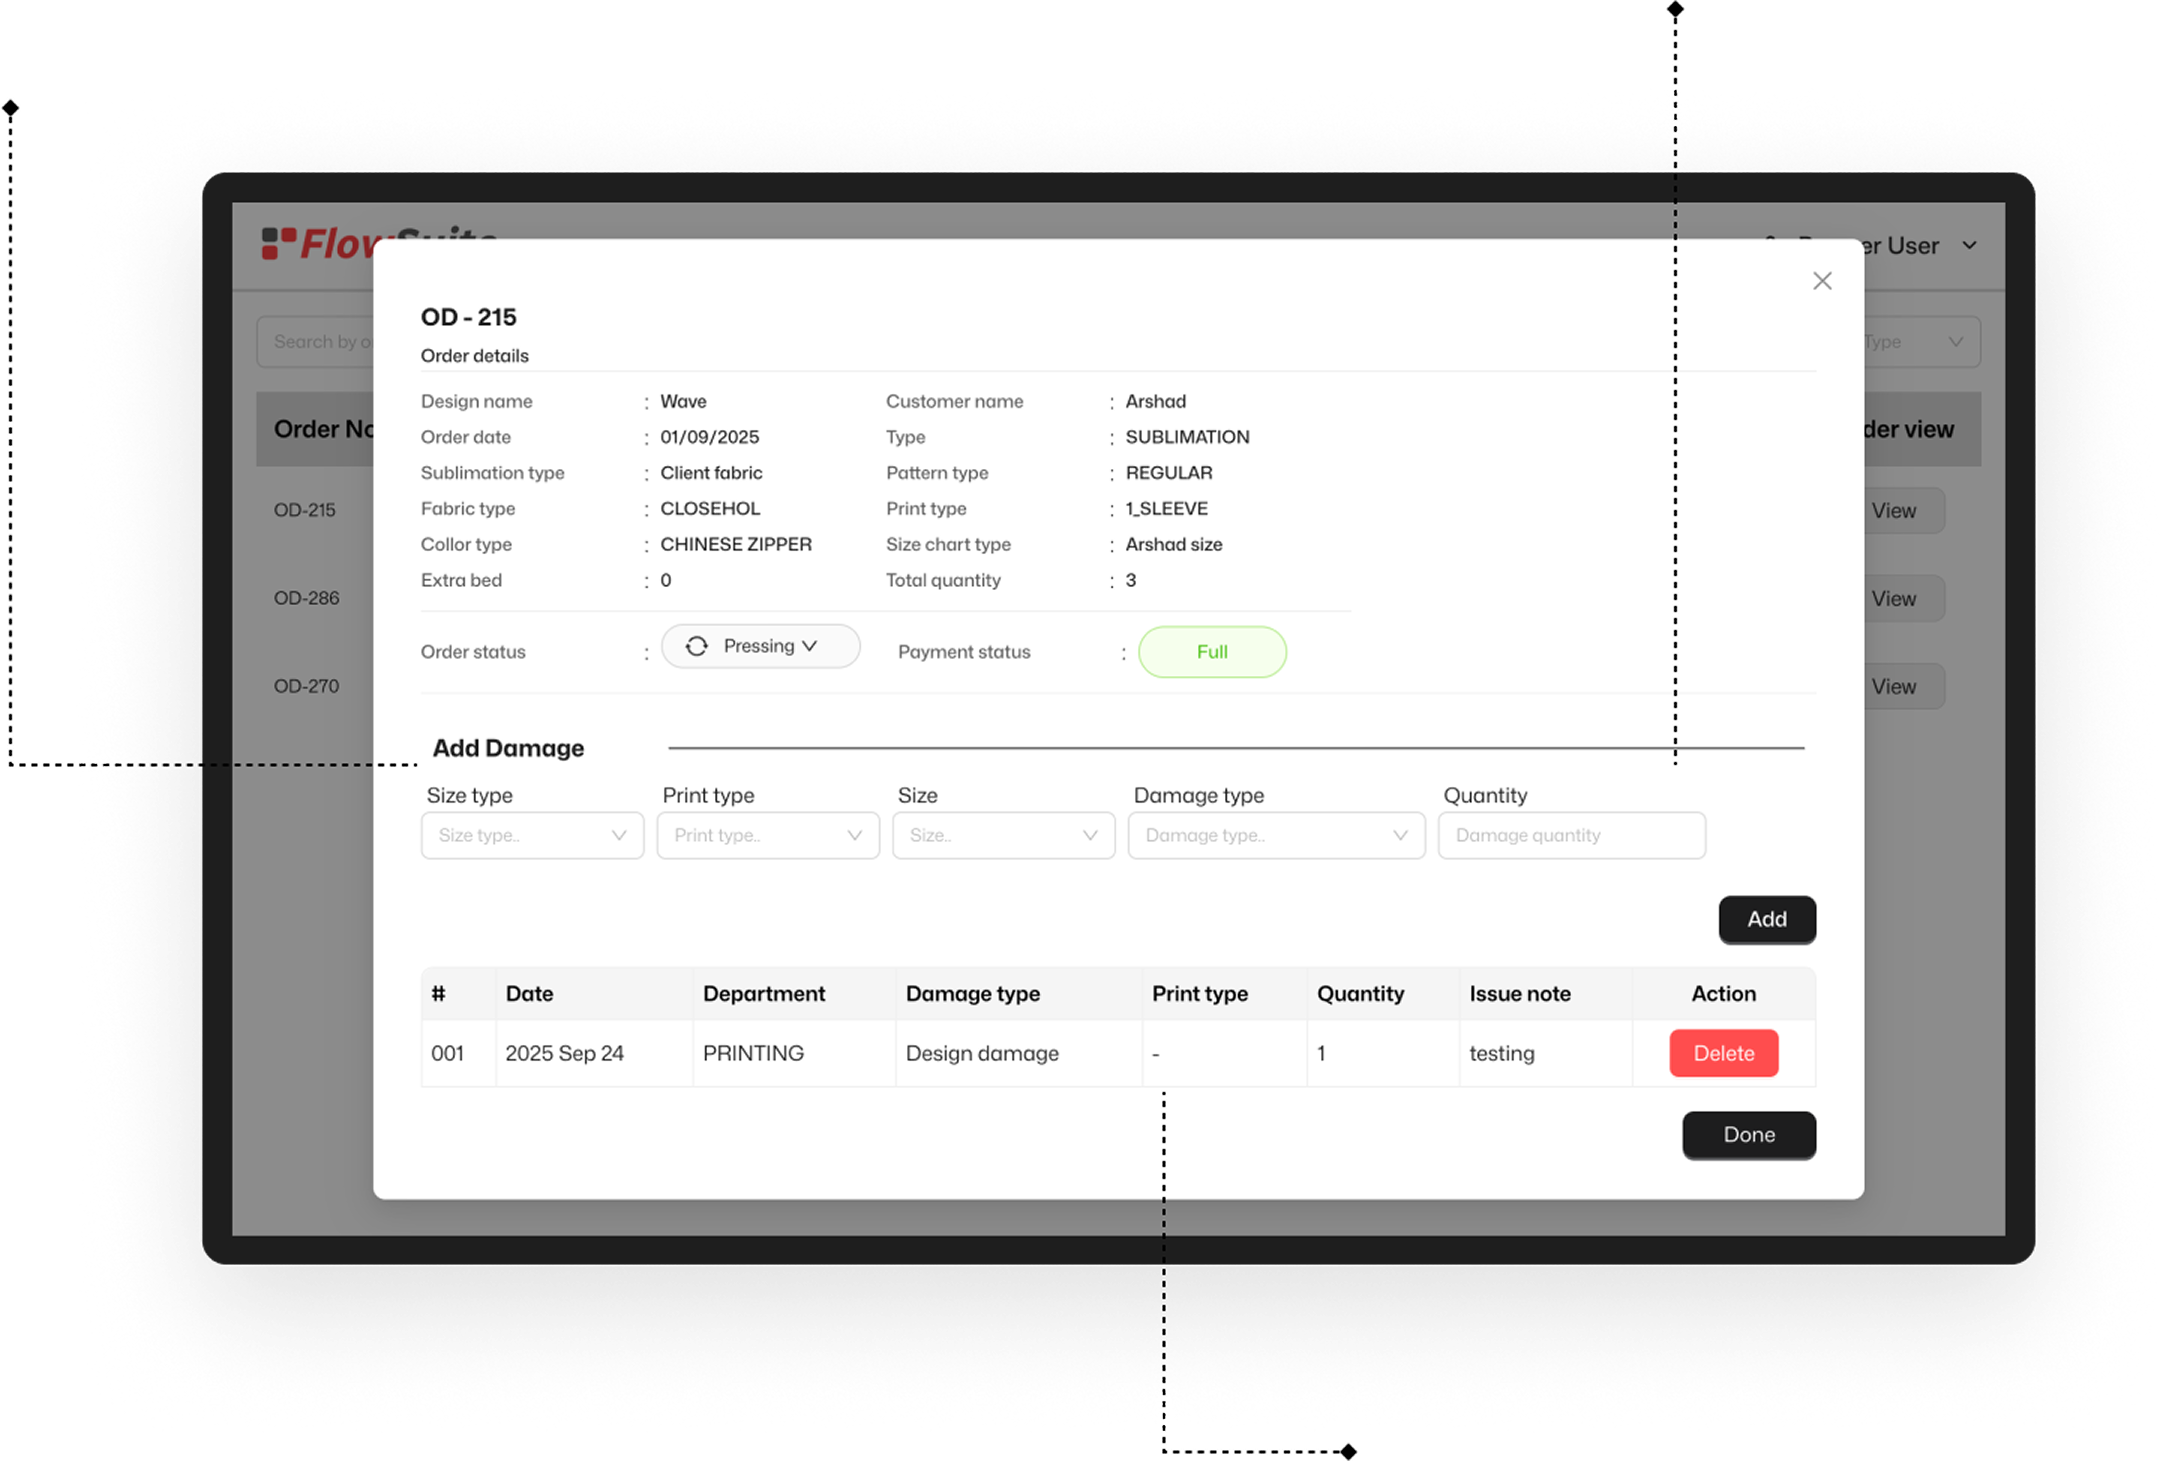 FlowSuite
er User
Search by o
Type
Order No
der view
OD-215
View
OD-286
View
OD-270
View
OD - 215
Order details
Design name : Wave Customer name : Arshad
Order date : 01/09/2025 Type : SUBLIMATION
Sublimation type : Client fabric Pattern type : REGULAR
Fabric type : CLOSEHOL Print type : 1_SLEEVE
Collor type : CHINESE ZIPPER Size chart type : Arshad size
Extra bed : 0 Total quantity : 3
Order status : Pressing Payment status : Full
Add Damage
Size type Print type Size Damage type Quantity
Size type.. Print type.. Size.. Damage type.. Damage quantity
Add
# Date Department Damage type Print type Quantity Issue note Action
001 2025 Sep 24 PRINTING Design damage - 1 testing Delete
Done